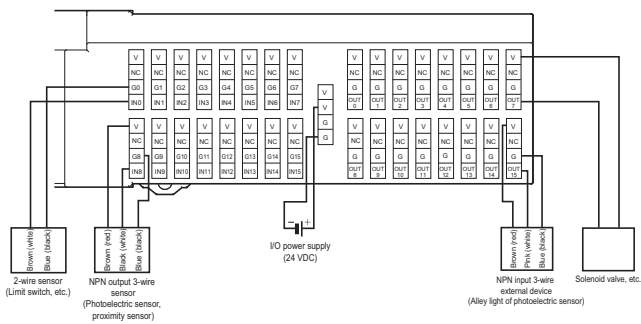 V V V V V V V V
NC NC NC NC NC NC NC NC
G0 G1 G2 G3 G4 G5 G6 G7
IN0 IN1 IN2 IN3 IN4 IN5 IN6 IN7
V V V V V V V V
NC NC NC NC NC NC NC NC
G8 G9 G10 G11 G12 G13 G14 G15
IN8 IN9 IN10 IN11 IN12 IN13 IN14 IN15
V
V
G
G
V V V V V V V V
NC NC NC NC NC NC NC NC
G G G G G G G G
OUT 0 OUT 1 OUT 2 OUT 3 OUT 4 OUT 5 OUT 6 OUT 7
V V V V V V V V
NC NC NC NC NC NC NC NC
G G G G G G G G
OUT 8 OUT 9 OUT 10 OUT 11 OUT 12 OUT 13 OUT 14 OUT 15
Brown (white)
Blue (black)
2-wire sensor
(Limit switch, etc.)
Brown (red)
Black (white)
Blue (black)
NPN output 3-wire
sensor
(Photoelectric sensor,
proximity sensor)
- +
I/O power supply
(24 VDC)
Brown (red)
Pink (white)
Blue (black)
NPN input 3-wire
external device
(Alley light of photoelectric sensor)
Solenoid valve, etc.